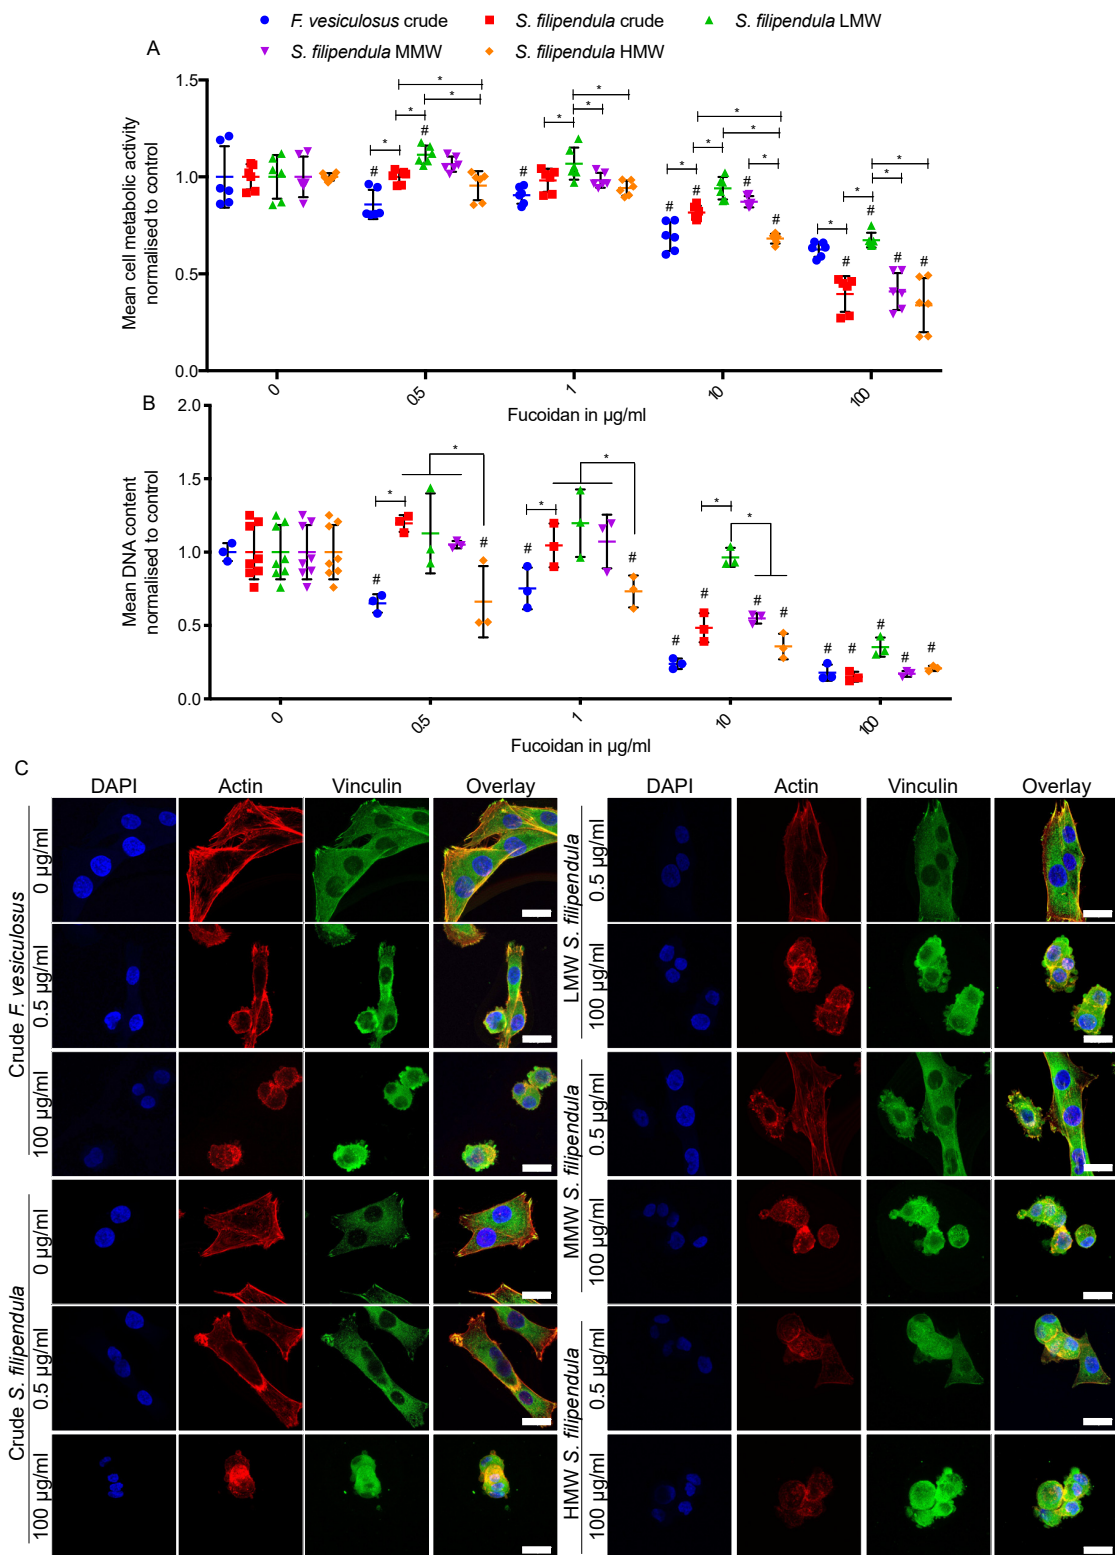 F. vesiculosus crude S. filipendula crude S. filipendula LMW
S. filipendula MMW S. filipendula HMW
A
Mean cell metabolic activity
normalised to control
1.5
1.0
0.5
0.0
* * * * * * * * * * * * * * * * *
# # # # # # # # # # #
0 0.5 1 10 100
Fucoidan in µg/ml
B
Mean DNA content
normalised to control
2.0
1.5
1.0
0.5
0.0
* * * * * *
# # # # # # # # # # # # #
0 0.5 1 10 100
Fucoidan in µg/ml
C
DAPI Actin Vinculin Overlay DAPI Actin Vinculin Overlay
Crude F. vesiculosus
0 µg/ml
0.5 µg/ml
100 µg/ml
Crude S. filipendula
0 µg/ml
0.5 µg/ml
100 µg/ml
LMW S. filipendula
0.5 µg/ml
100 µg/ml
MMW S. filipendula
0.5 µg/ml
100 µg/ml
HMW S. filipendula
0.5 µg/ml
100 µg/ml